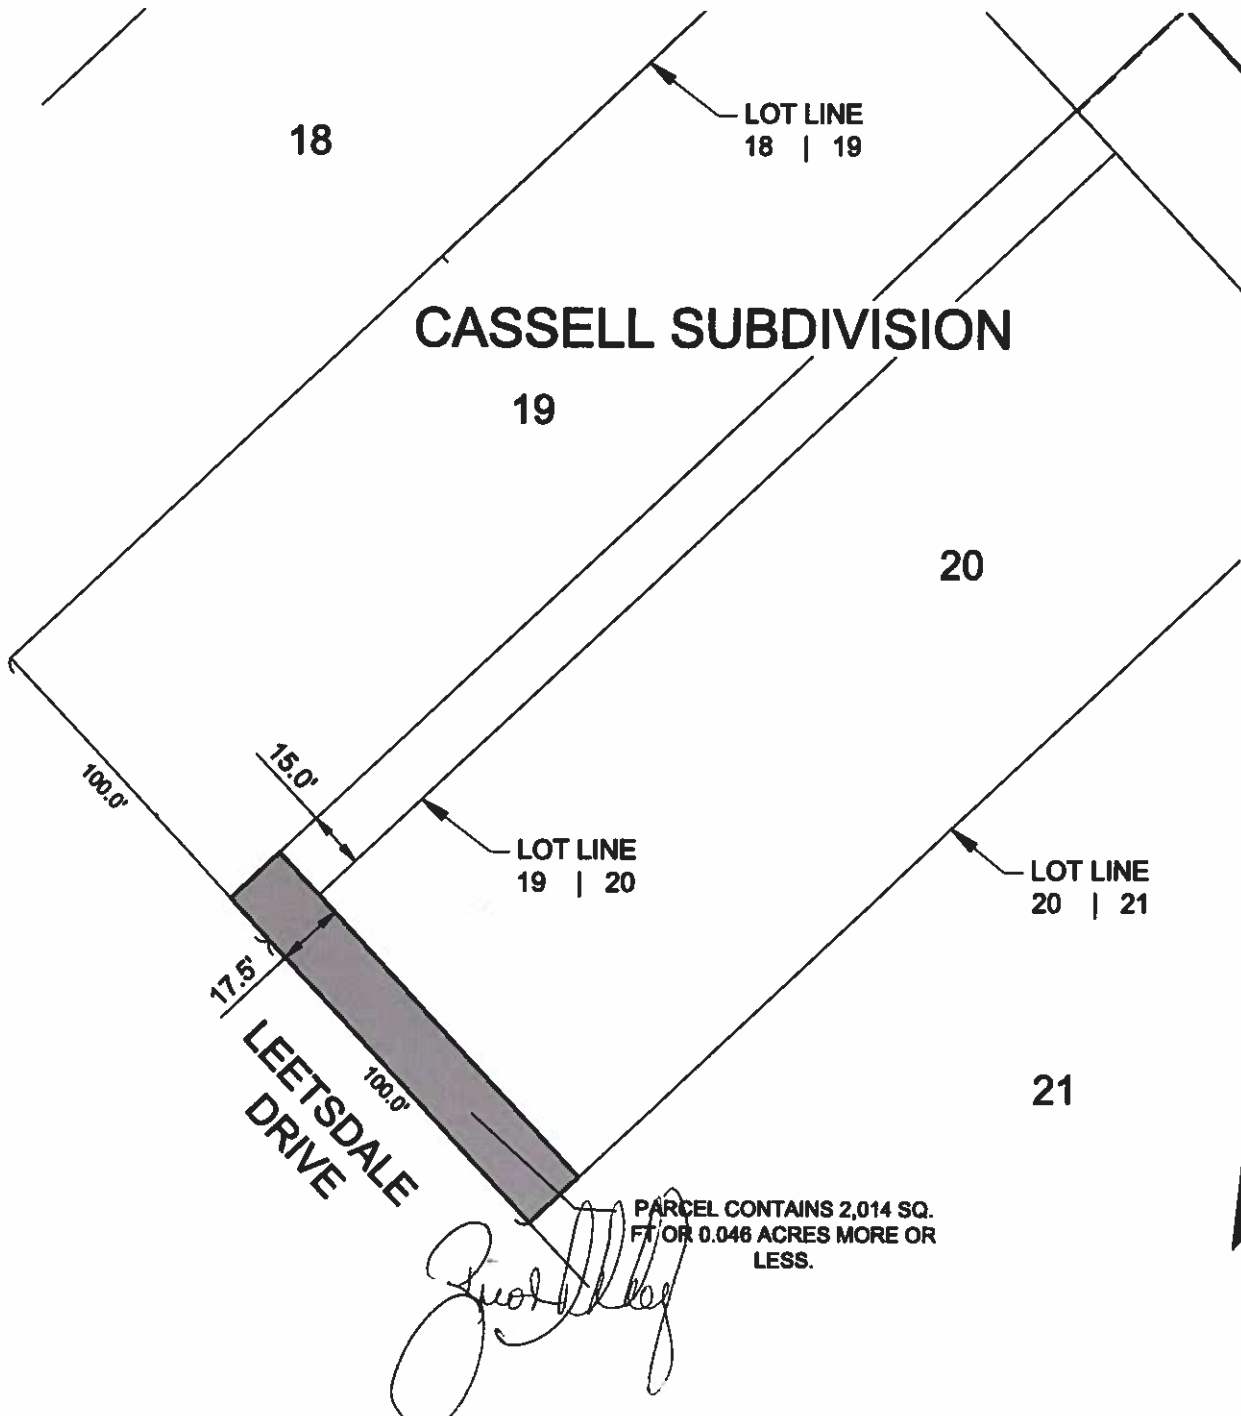 18
LOT LINE
18 | 19
CASSELL SUBDIVISION
19
20
15.0'
100.0'
LOT LINE
19 | 20
LOT LINE
20 | 21
17.5'
LEETSDALE
DRIVE
100.0'
21
PARCEL CONTAINS 2,014 SQ.
FT OR 0.046 ACRES MORE OR
LESS.